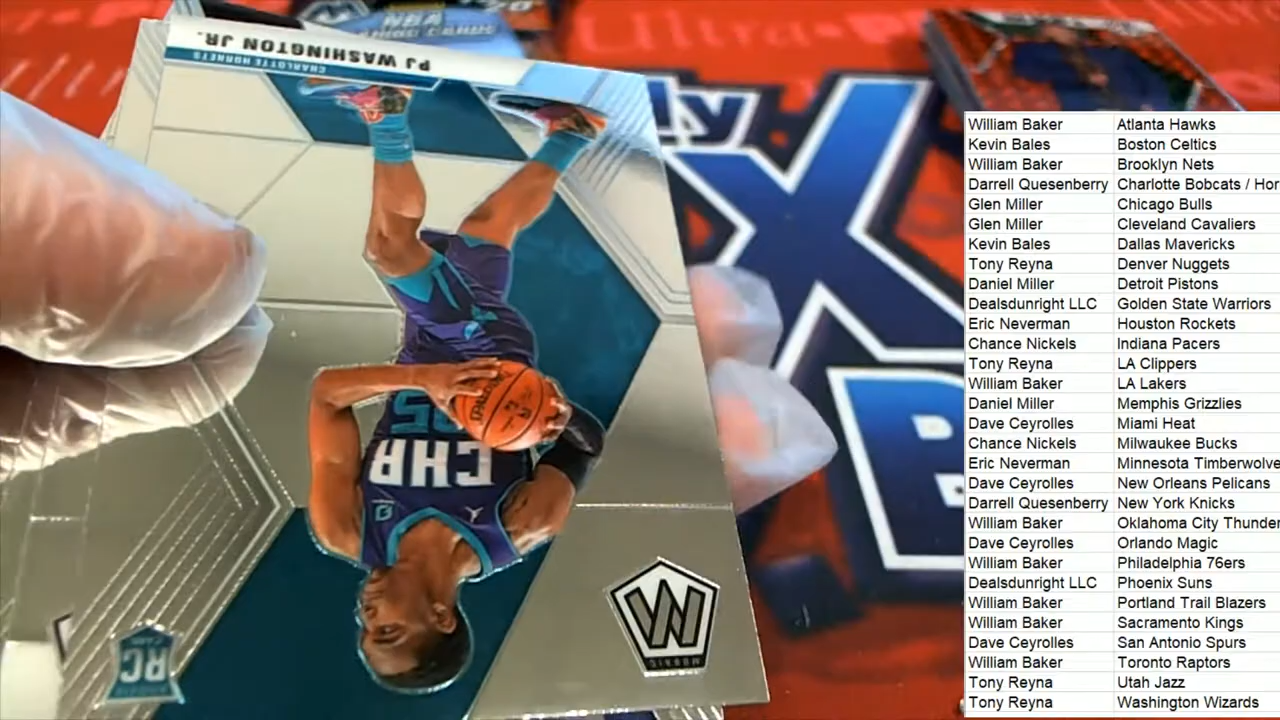 NBA
Ultra-P
PJ WASHINGTON JR.
CHARLOTTE HORNETS
ly
X
B
SPALDING
25
CHR
MOSAIC
RC
William Baker Atlanta Hawks
Kevin Bales Boston Celtics
William Baker Brooklyn Nets
Darrell Quesenberry Charlotte Bobcats / Hor
Glen Miller Chicago Bulls
Glen Miller Cleveland Cavaliers
Kevin Bales Dallas Mavericks
Tony Reyna Denver Nuggets
Daniel Miller Detroit Pistons
Dealsdunright LLC Golden State Warriors
Eric Neverman Houston Rockets
Chance Nickels Indiana Pacers
Tony Reyna LA Clippers
William Baker LA Lakers
Daniel Miller Memphis Grizzlies
Dave Ceyrolles Miami Heat
Chance Nickels Milwaukee Bucks
Eric Neverman Minnesota Timberwolve
Dave Ceyrolles New Orleans Pelicans
Darrell Quesenberry New York Knicks
William Baker Oklahoma City Thunder
Dave Ceyrolles Orlando Magic
William Baker Philadelphia 76ers
Dealsdunright LLC Phoenix Suns
William Baker Portland Trail Blazers
William Baker Sacramento Kings
Dave Ceyrolles San Antonio Spurs
William Baker Toronto Raptors
Tony Reyna Utah Jazz
Tony Reyna Washington Wizards